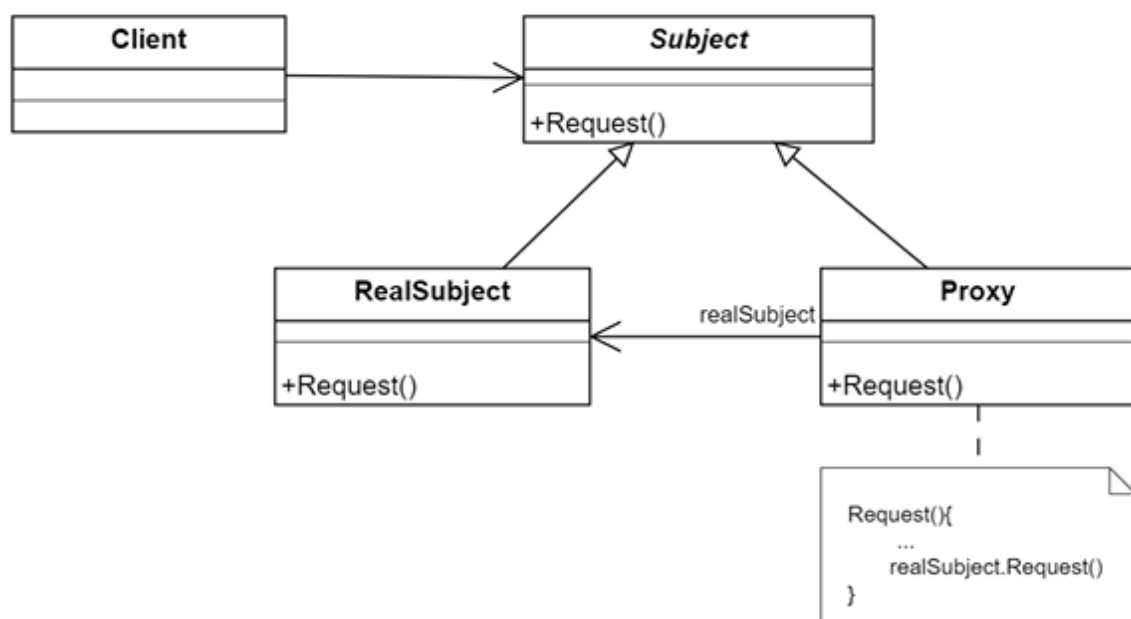 Client
Subject
+Request()
RealSubject
realSubject
Proxy
+Request()
+Request()
Request(){
...
realSubject.Request()
}